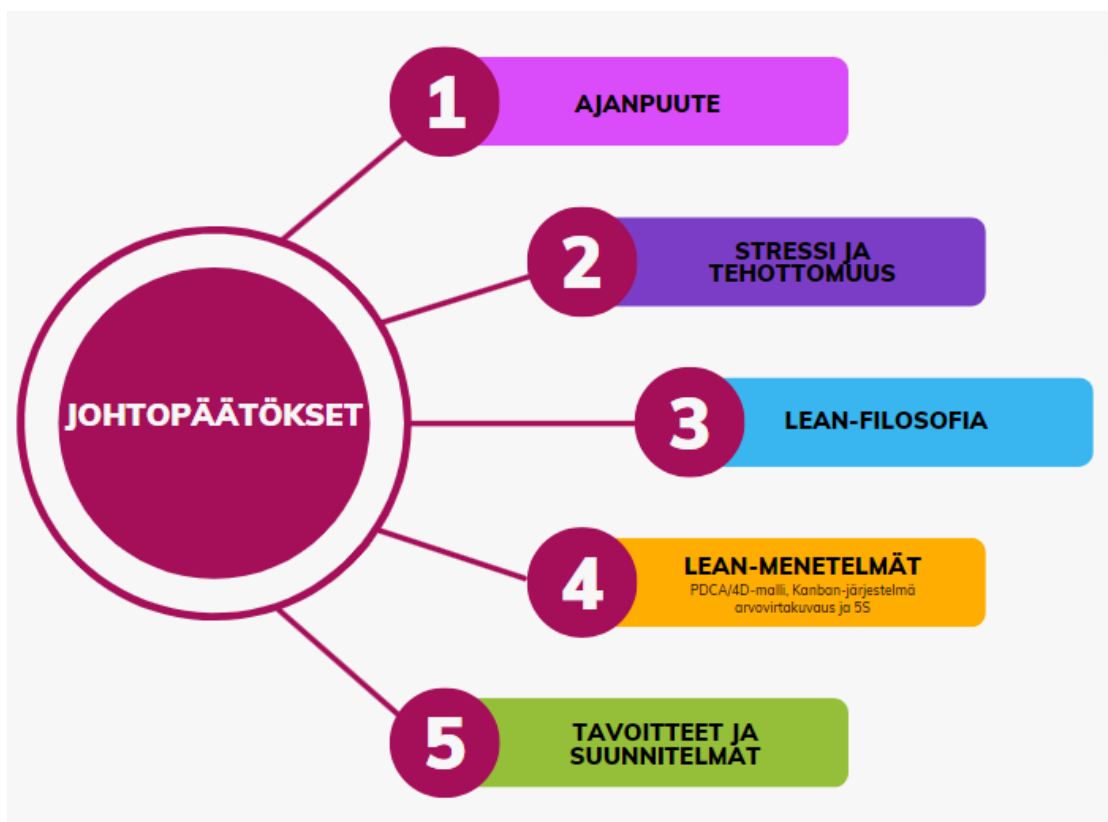 1
AJANPUUTE
2
STRESSI JA
TEHOTTOMUUS
JOHTOPÄÄTÖKSET
3
LEAN-FILOSOFIA
4
LEAN-MENETELMÄT
PDCA/4D-malli, Kanban-järjestelmä
arvovirtakuvaus ja 5S
5
TAVOITTEET JA
SUUNNITELMAT